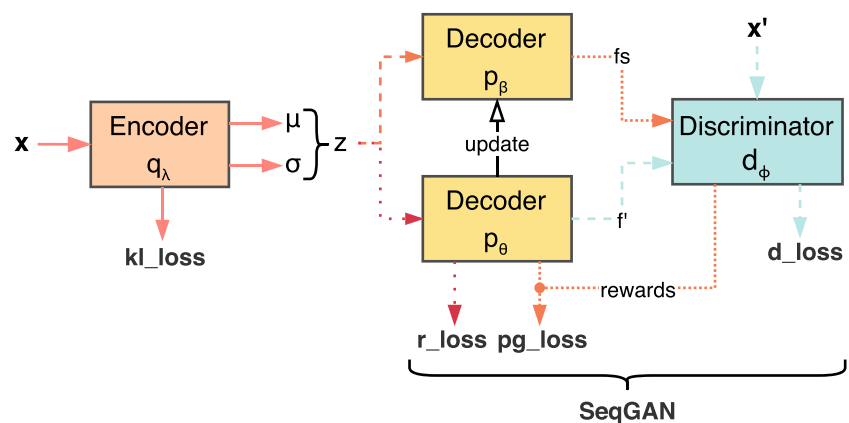 x
Encoder
qλ
μ
σ
z
kl_loss
Decoder
pβ
update
Decoder
pθ
fs
f'
x'
Discriminator
dϕ
d_loss
rewards
r_loss
pg_loss
SeqGAN